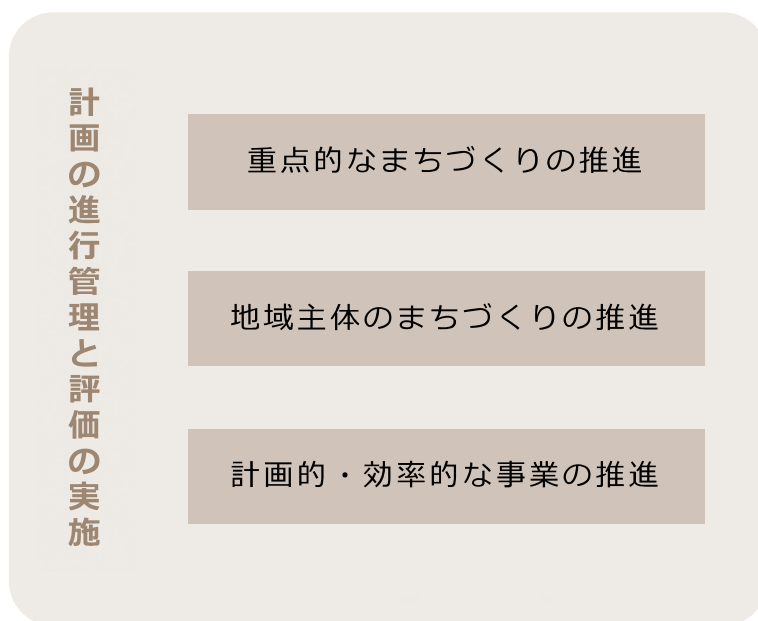 計画の進行管理と評価の実施
重点的なまちづくりの推進
地域主体のまちづくりの推進
計画的・効率的な事業の推進